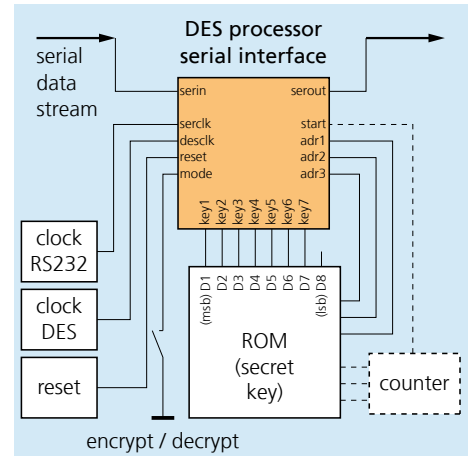 DES processor
serial interface
serial
data
stream
serin
serout
serclk
start
desclk
adr1
reset
adr2
mode
adr3
key1
key2
key3
key4
key5
key6
key7
clock
RS232
clock
DES
reset
(msb) D1
D2
D3
D4
D5
D6
D7
(lsb) D8
ROM
(secret
key)
counter
encrypt / decrypt